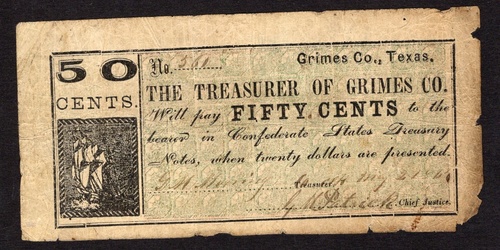 50
CENTS.
No.
Grimes Co., Texas.
THE TREASURER OF GRIMES CO.
Will pay FIFTY CENTS to the
bearer in Confederate States Treasury
Notes, when twenty dollars are presented.
Treasurer
Chief Justice.